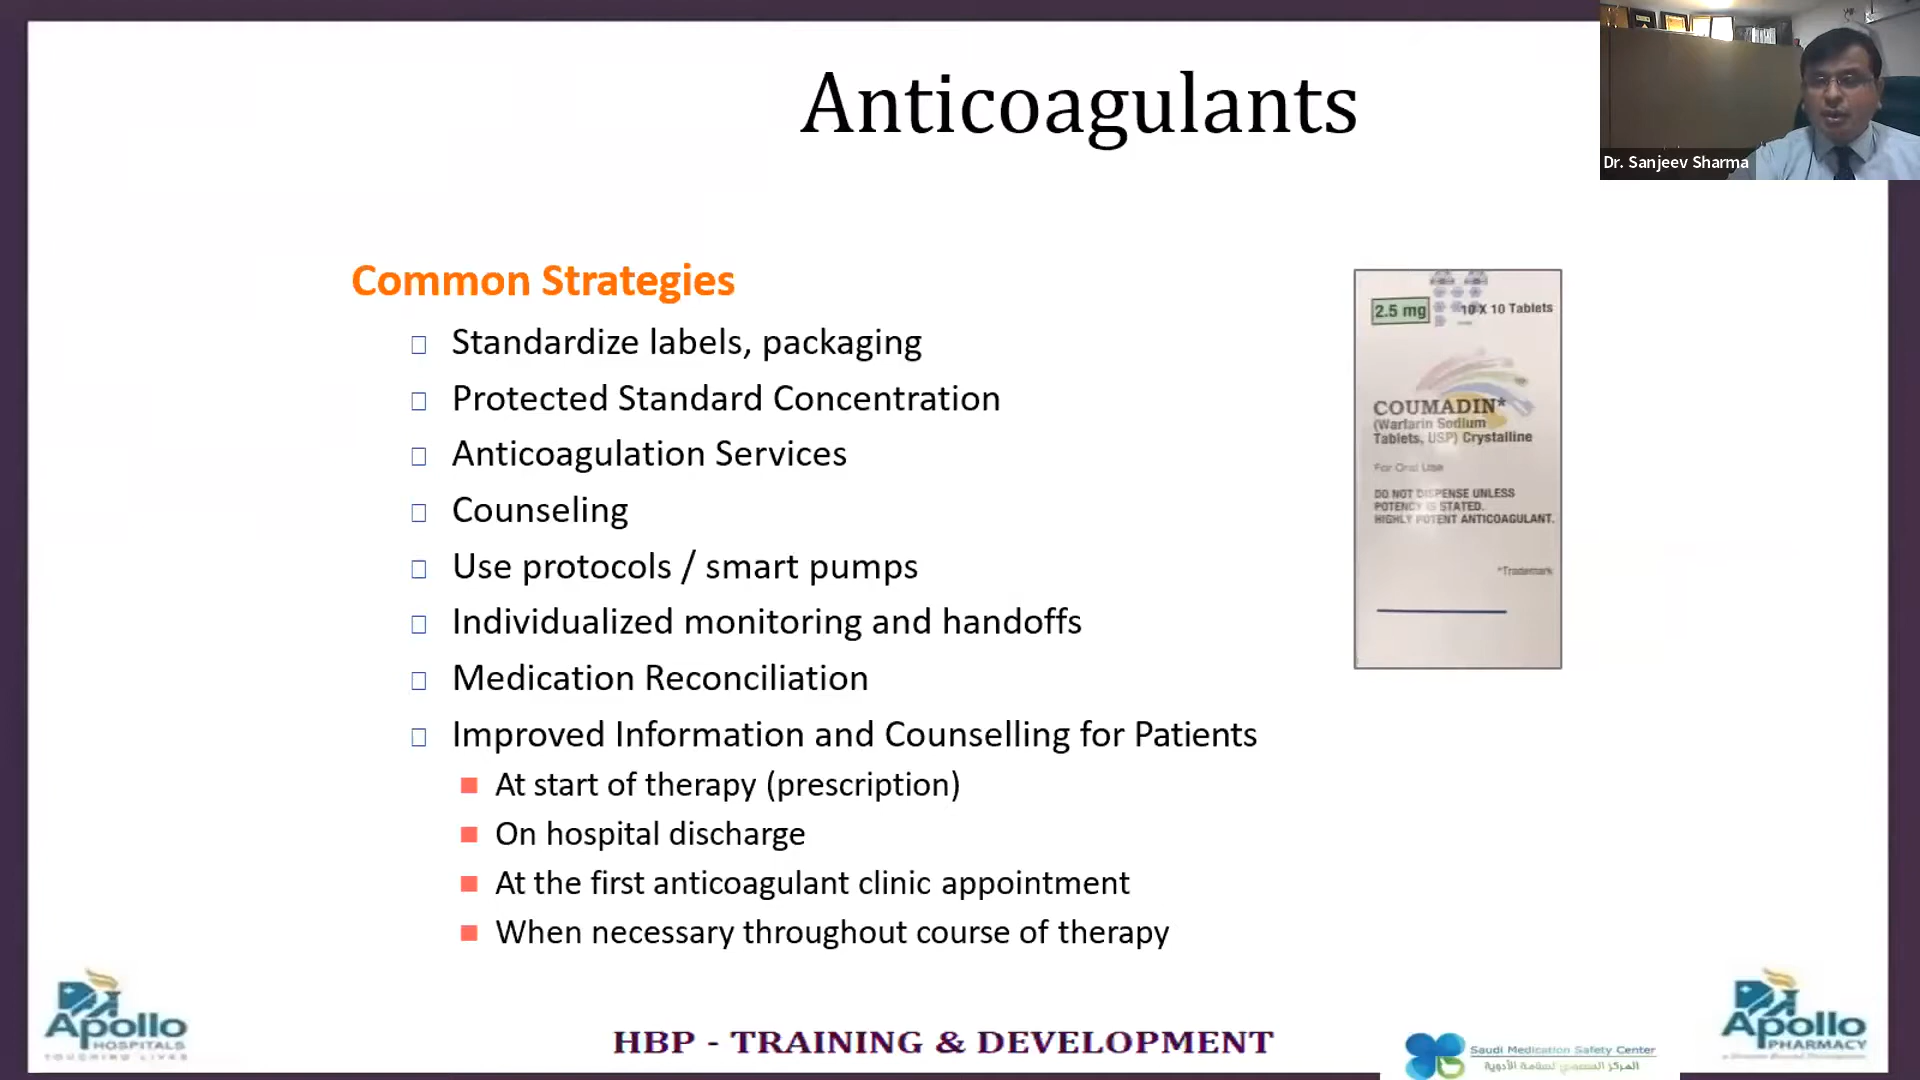 Anticoagulants
Dr. Sanjeev Sharma
Common Strategies
Standardize labels, packaging
Protected Standard Concentration
Anticoagulation Services
Counseling
Use protocols / smart pumps
Individualized monitoring and handoffs
Medication Reconciliation
Improved Information and Counselling for Patients
At start of therapy (prescription)
On hospital discharge
At the first anticoagulant clinic appointment
When necessary throughout course of therapy
2.5 mg
10 X 10 Tablets
COUMADIN*
(Warfarin Sodium
Tablets, USP) Crystalline
For Oral Use
DO NOT DISPENSE UNLESS
POTENCY IS STATED.
HIGHLY POTENT ANTICOAGULANT.
*Trademark
Apollo
HOSPITALS
TOUCHING LIVES
HBP - TRAINING & DEVELOPMENT
Saudi Medication Safety Center
Apollo
PHARMACY